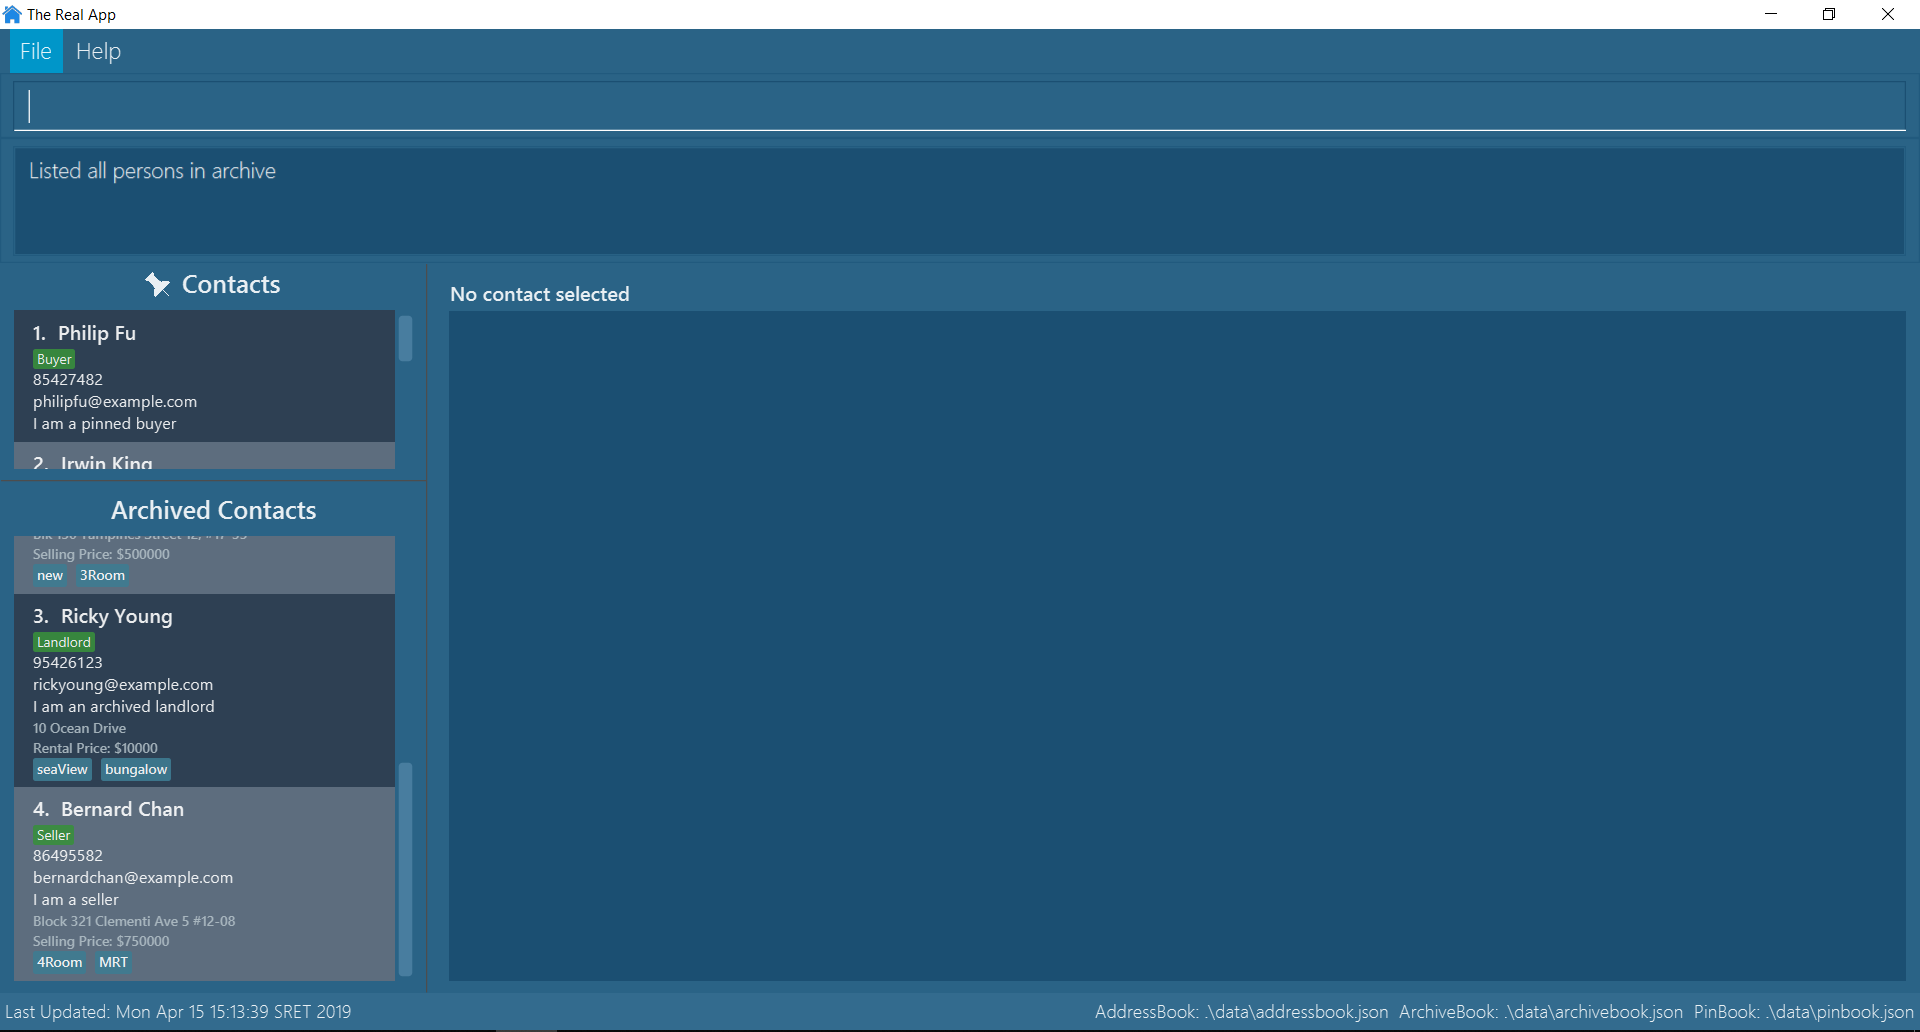 The Real App
File Help
Listed all persons in archive
Contacts
1. Philip Fu
Buyer
85427482
philipfu@example.com
I am a pinned buyer
2. Irwin King
Archived Contacts
Selling Price: $500000
new 3Room
3. Ricky Young
Landlord
95426123
rickyoung@example.com
I am an archived landlord
10 Ocean Drive
Rental Price: $10000
seaView bungalow
4. Bernard Chan
Seller
86495582
bernardchan@example.com
I am a seller
Block 321 Clementi Ave 5 #12-08
Selling Price: $750000
4Room MRT
No contact selected
Last Updated: Mon Apr 15 15:13:39 SRET 2019
AddressBook: .\data\addressbook.json ArchiveBook: .\data\archivebook.json PinBook: .\data\pinbook.json